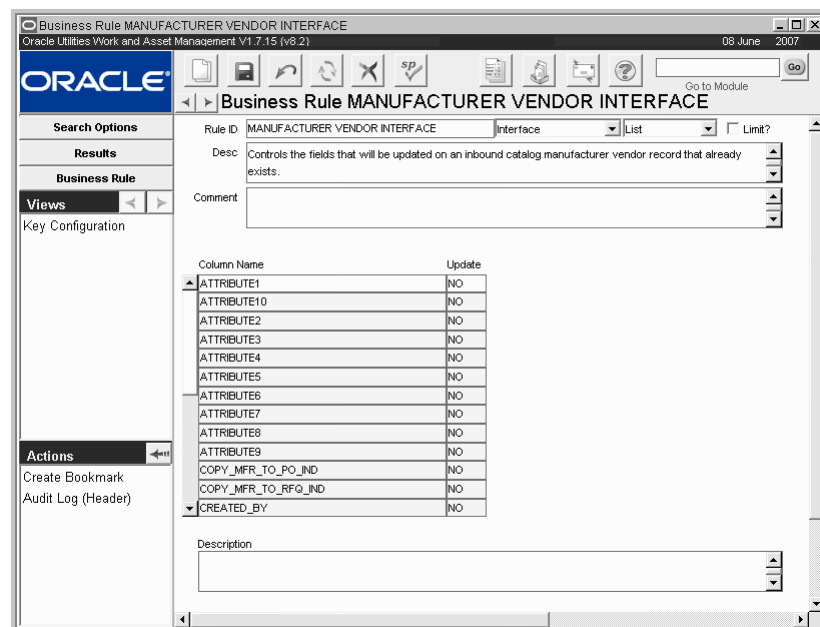 Business Rule MANUFACTURER VENDOR INTERFACE
Oracle Utilities Work and Asset Management V1.7.15 (v8.2) 08 June 2007
ORACLE
sp
Go
Go to Module
Business Rule MANUFACTURER VENDOR INTERFACE
Search Options
Results
Business Rule
Views
Key Configuration
Actions
Create Bookmark
Audit Log (Header)
Rule ID MANUFACTURER VENDOR INTERFACE Interface List Limit?
Desc Controls the fields that will be updated on an inbound catalog manufacturer vendor record that already
exists.
Comment
Column Name Update
ATTRIBUTE1 NO
ATTRIBUTE10 NO
ATTRIBUTE2 NO
ATTRIBUTE3 NO
ATTRIBUTE4 NO
ATTRIBUTE5 NO
ATTRIBUTE6 NO
ATTRIBUTE7 NO
ATTRIBUTE8 NO
ATTRIBUTE9 NO
COPY_MFR_TO_PO_IND NO
COPY_MFR_TO_RFQ_IND NO
CREATED_BY NO
Description